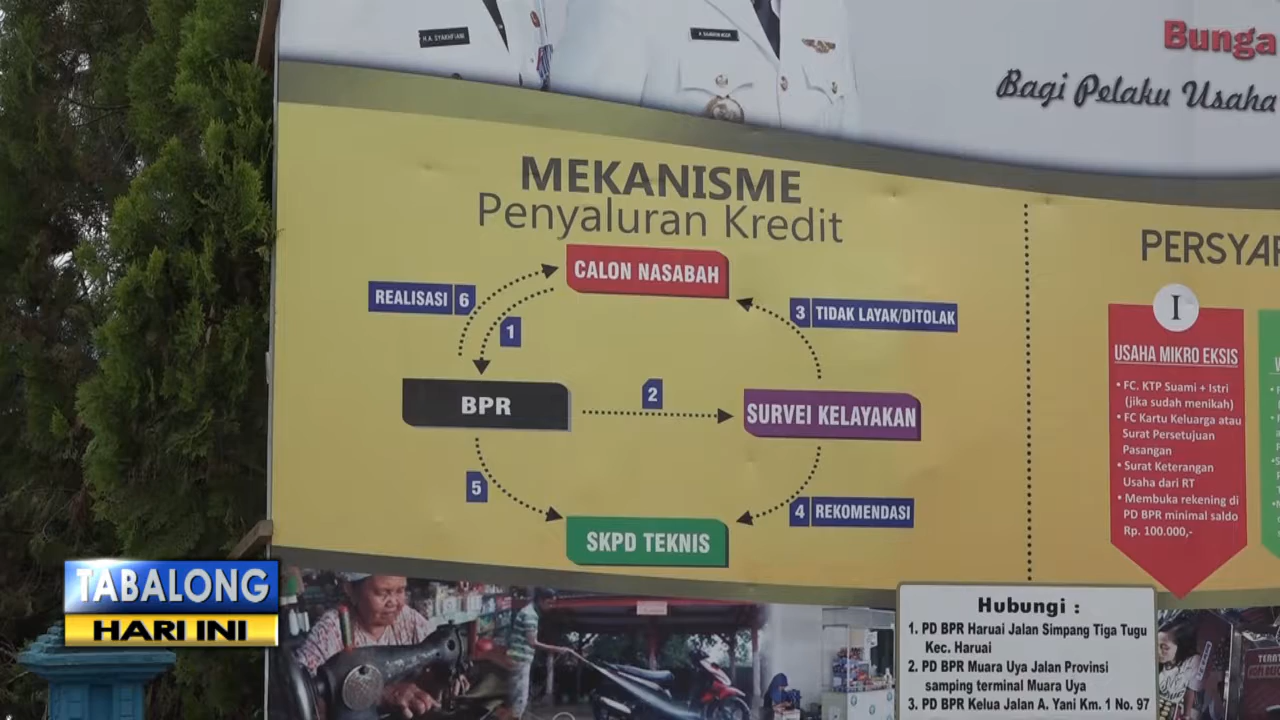 H.A. SYAKHFIANI
Bunga
Bagi Pelaku Usaha
MEKANISME
Penyaluran Kredit
CALON NASABAH
REALISASI 6
1
3 TIDAK LAYAK/DITOLAK
BPR
2
SURVEI KELAYAKAN
5
4 REKOMENDASI
SKPD TEKNIS
PERSYAR
I
USAHA MIKRO EKSIS
• FC. KTP Suami + Istri
(jika sudah menikah)
• FC Kartu Keluarga atau
Surat Persetujuan
Pasangan
• Surat Keterangan
Usaha dari RT
• Membuka rekening di
PD BPR minimal saldo
Rp. 100.000,-
Hubungi :
1. PD BPR Haruai Jalan Simpang Tiga Tugu
Kec. Haruai
2. PD BPR Muara Uya Jalan Provinsi
samping terminal Muara Uya
3. PD BPR Kelua Jalan A. Yani Km. 1 No. 97
TABALONG
HARI INI